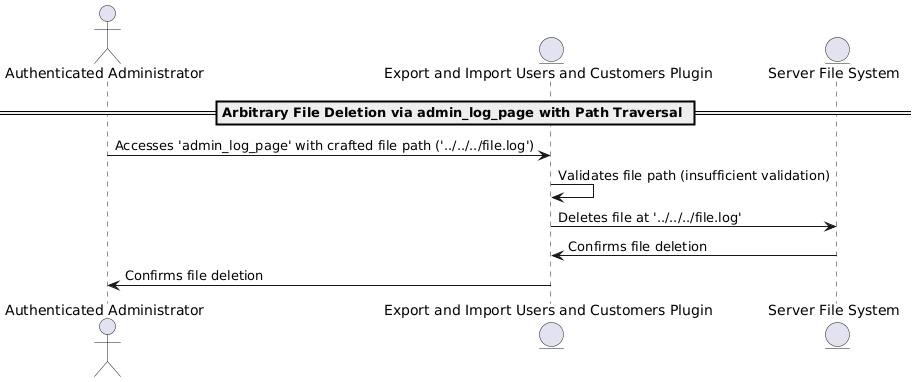 Authenticated Administrator
Export and Import Users and Customers Plugin
Server File System
Arbitrary File Deletion via admin_log_page with Path Traversal
Accesses 'admin_log_page' with crafted file path ('../../../file.log')
Validates file path (insufficient validation)
Deletes file at '../../../file.log'
Confirms file deletion
Confirms file deletion
Authenticated Administrator
Export and Import Users and Customers Plugin
Server File System